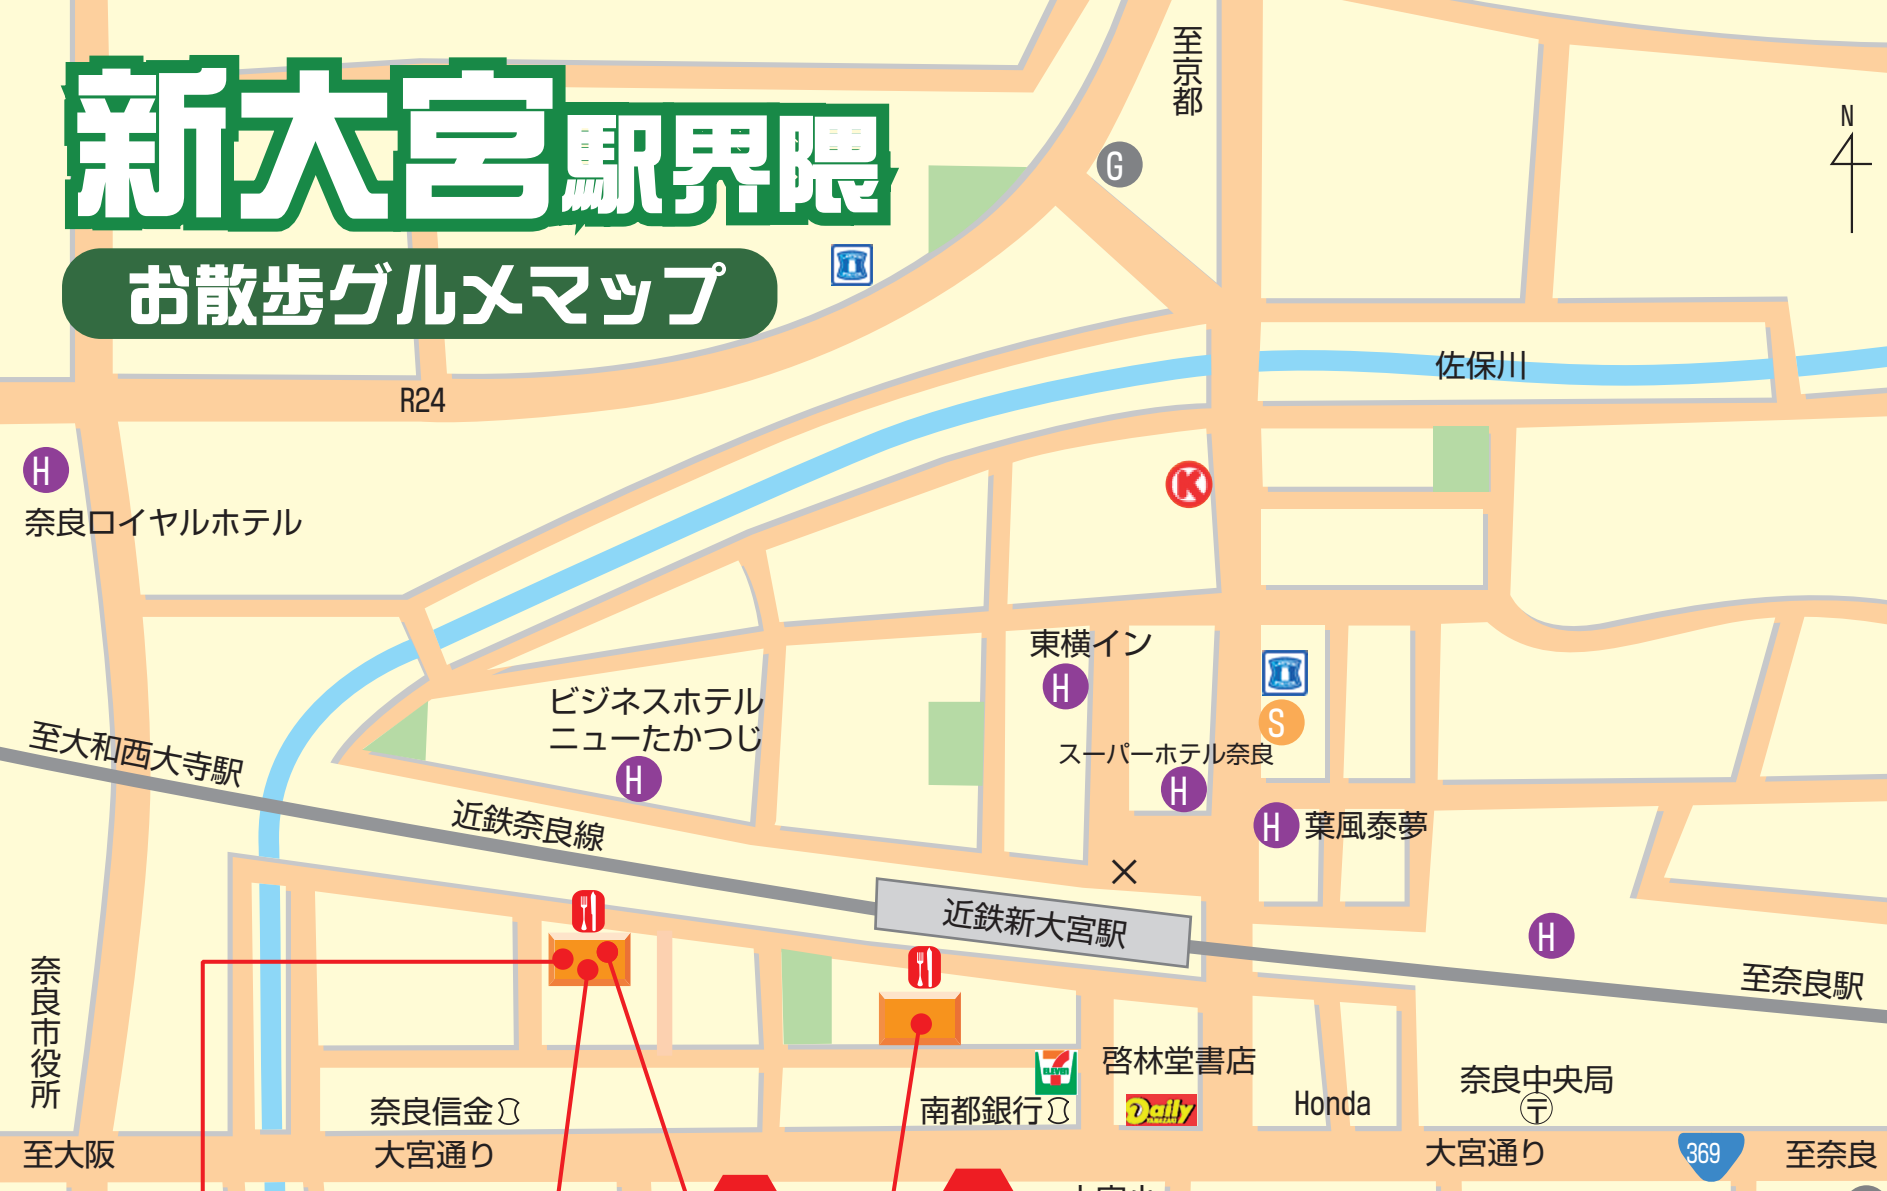 新大宮駅界隈
お散歩グルメマップ
至京都
N
G
R24
佐保川
H
奈良ロイヤルホテル
K
東横イン
H
ビジネスホテル
ニューたかつじ
H
S
スーパーホテル奈良
H
H 葉風泰夢
至大和西大寺駅
近鉄奈良線
近鉄新大宮駅
H
至奈良駅
奈良市役所
ELEVEN
啓林堂書店
Daily
奈良信金
南都銀行
Honda
奈良中央局
〒
至大阪
大宮通り
大宮通り
369
至奈良